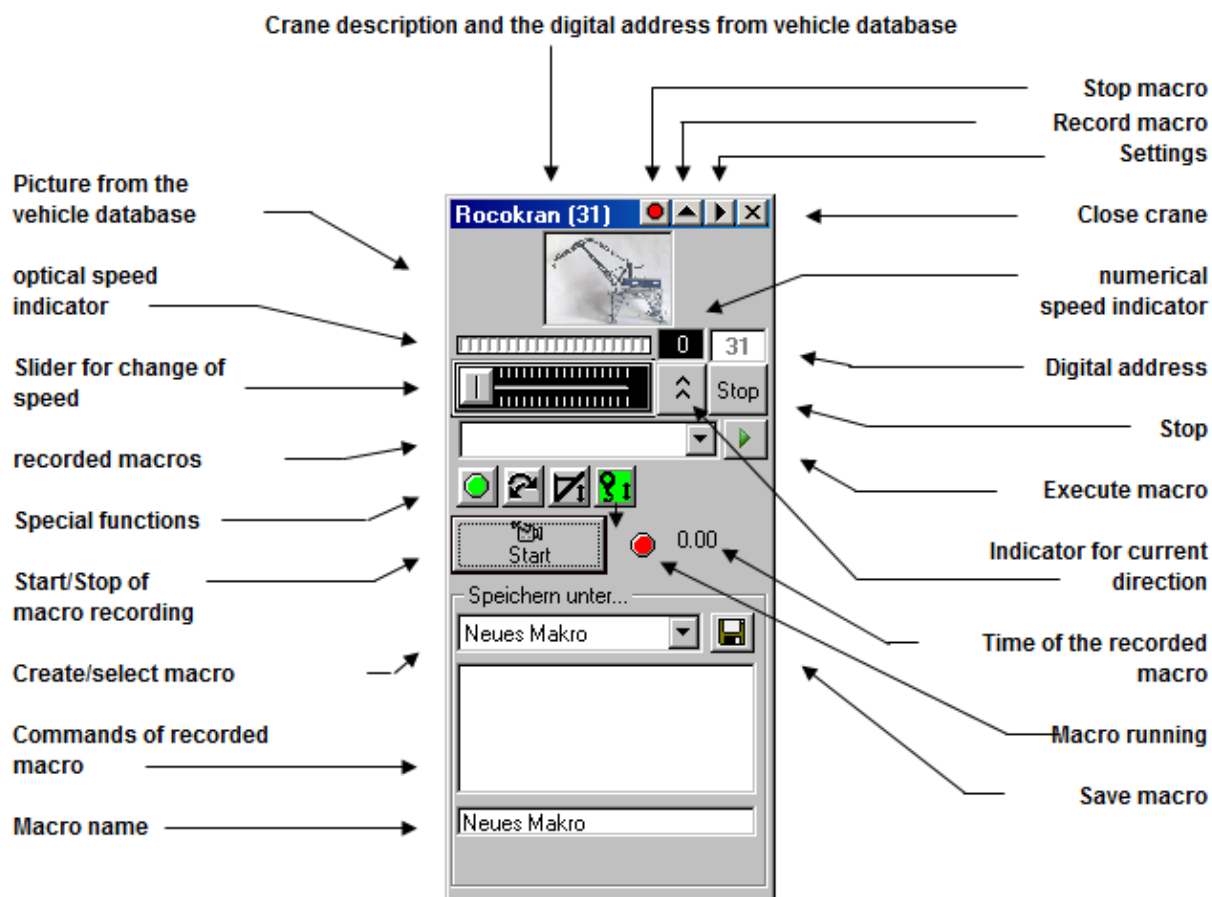 Crane description and the digital address from vehicle database
Stop macro
Record macro
Settings
Picture from the
vehicle database
Close crane
optical speed
indicator
numerical
speed indicator
Slider for change of
speed
Digital address
Stop
recorded macros
Execute macro
Special functions
Indicator for current
direction
Start/Stop of
macro recording
Time of the recorded
macro
Create/select macro
Commands of recorded
macro
Macro running
Save macro
Macro name
Rocokran (31)
0
31
Stop
Start
0.00
Speichern unter...
Neues Makro
Neues Makro